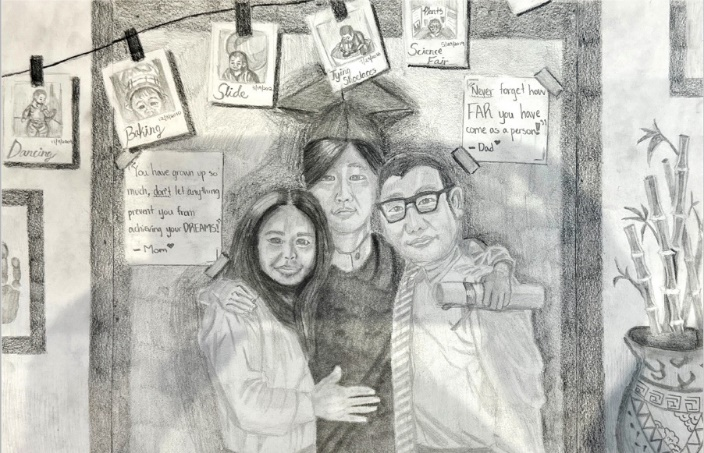 Dancing
Baking
Slide
Tying
Shoelaces
Plants
Science
Fair
"Never forget how
FAR you have
come as a person!!"
- Dad ♥
"You have grown up so
much, don't let anything
prevent you from
achieving your DREAMS!"
- Mom ♥